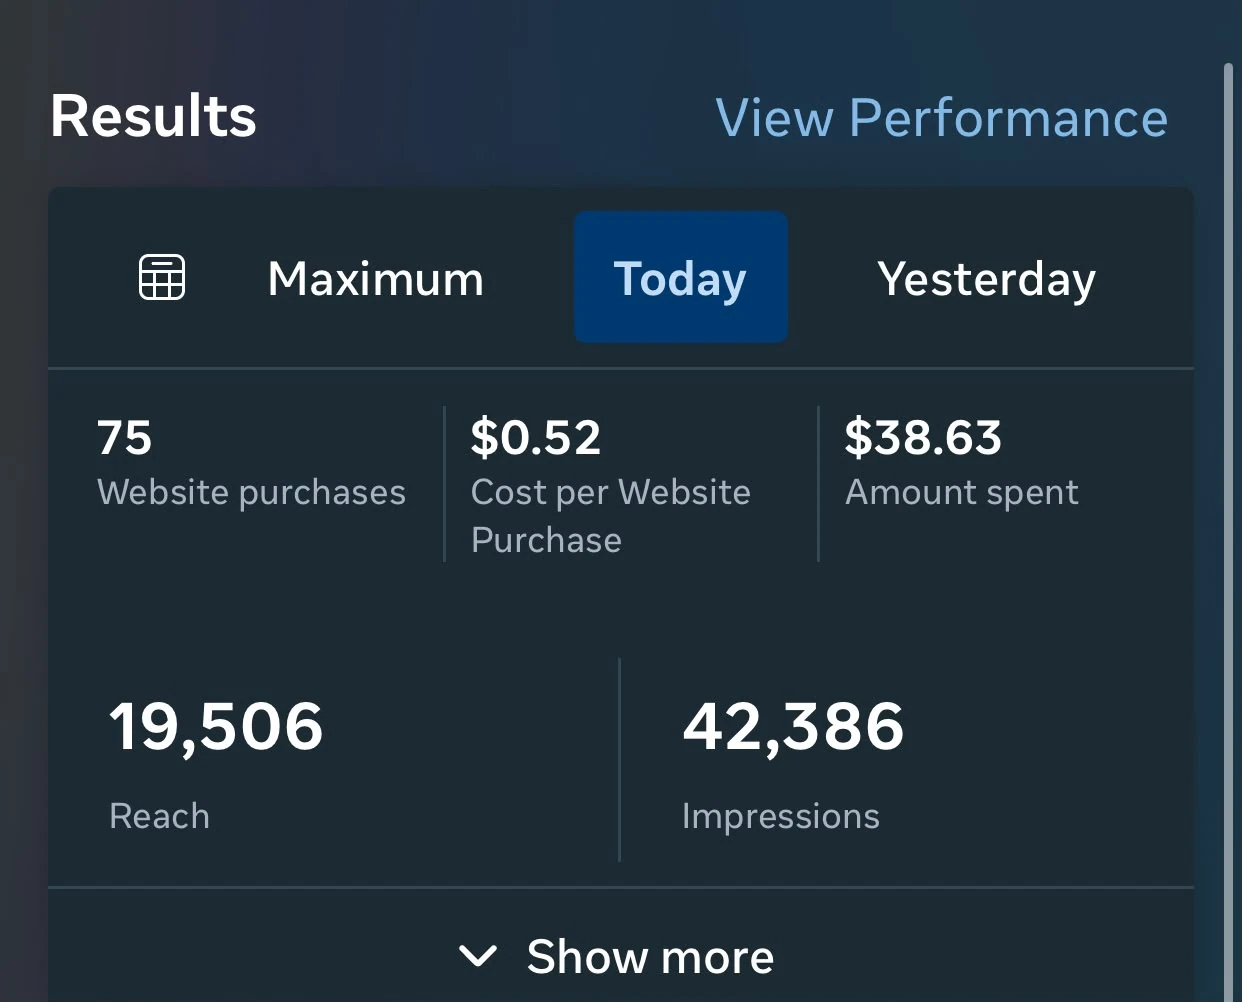 Results
View Performance
Maximum
Today
Yesterday
75
Website purchases
$0.52
Cost per Website
Purchase
$38.63
Amount spent
19,506
Reach
42,386
Impressions
Show more